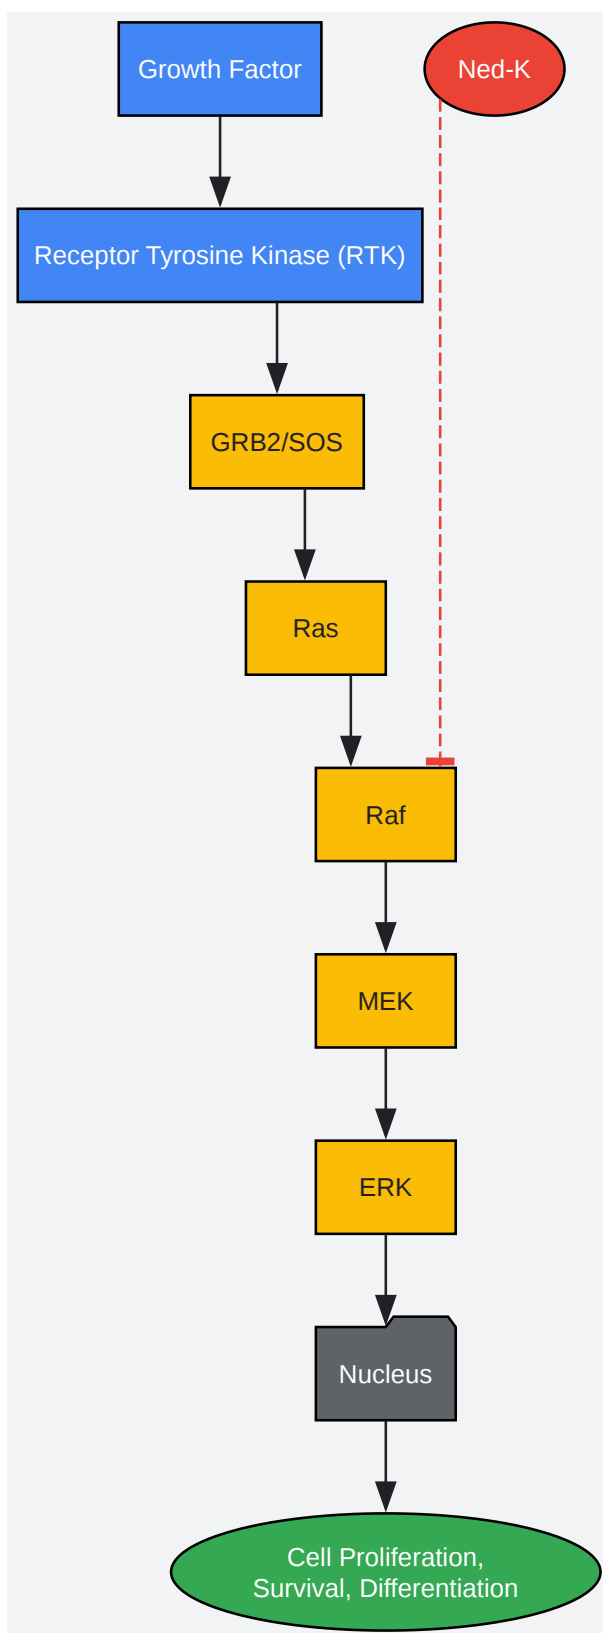 Growth Factor
Ned-K
Receptor Tyrosine Kinase (RTK)
GRB2/SOS
Ras
Raf
MEK
ERK
Nucleus
Cell Proliferation,
Survival, Differentiation